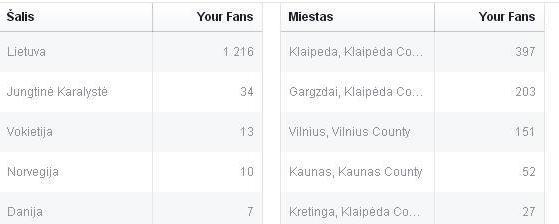 Šalis Your Fans
Lietuva 1.216
Jungtinė Karalystė 34
Vokietija 13
Norvegija 10
Danija 7
Miestas Your Fans
Klaipeda, Klaipėda Co... 397
Gargzdai, Klaipėda Co... 203
Vilnius, Vilnius County 151
Kaunas, Kaunas County 52
Kretinga, Klaipėda Co... 27